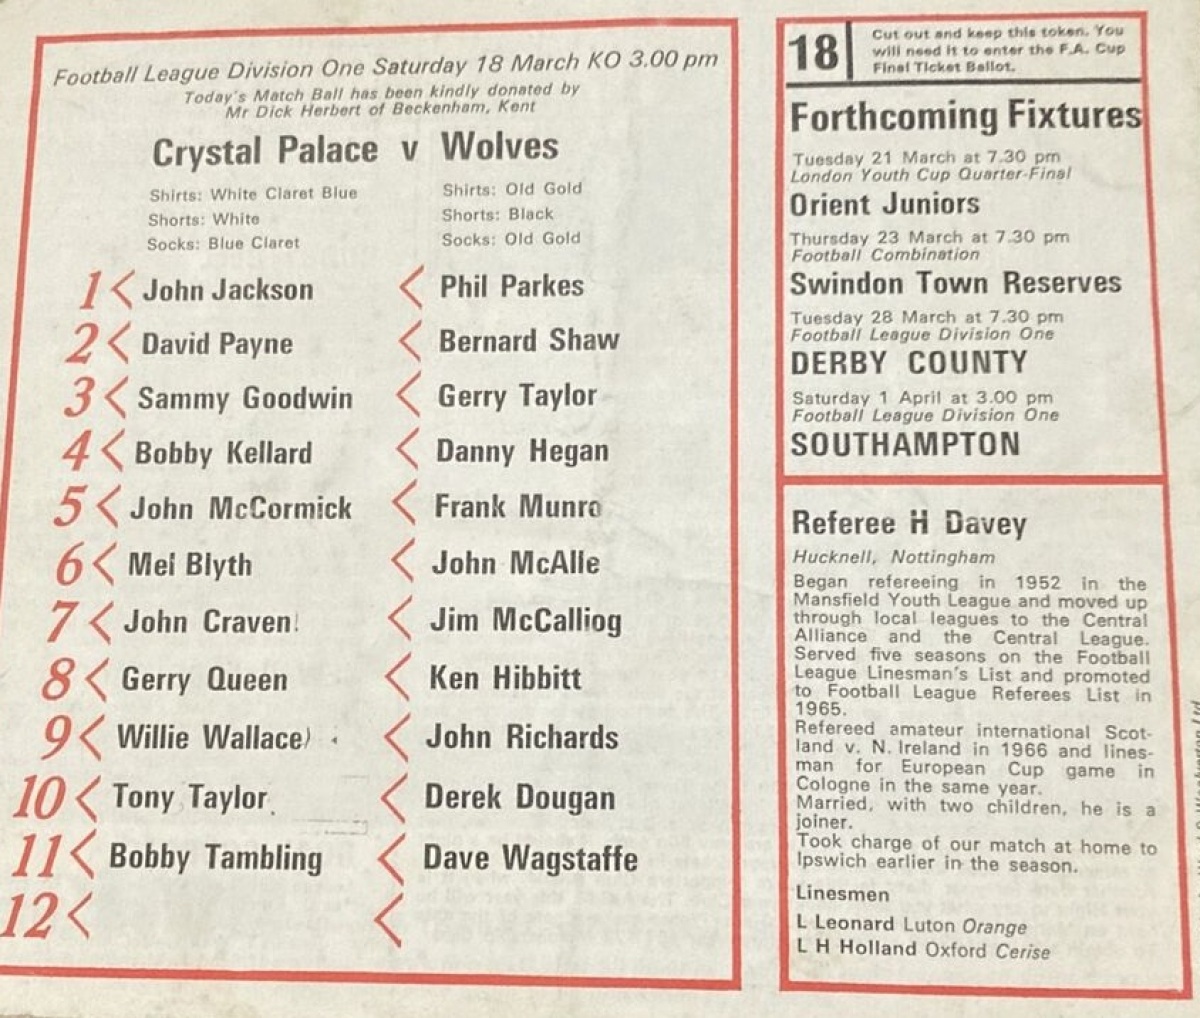 Football League Division One Saturday 18 March KO 3.00 pm
Today's Match Ball has been kindly donated by
Mr Dick Herbert of Beckenham, Kent
Crystal Palace v Wolves
Shirts: White Claret Blue
Shorts: White
Socks: Blue Claret
Shirts: Old Gold
Shorts: Black
Socks: Old Gold
1 < John Jackson < Phil Parkes
2 < David Payne < Bernard Shaw
3 < Sammy Goodwin < Gerry Taylor
4 < Bobby Kellard < Danny Hegan
5 < John McCormick < Frank Munro
6 < Mel Blyth < John McAlle
7 < John Craven < Jim McCalliog
8 < Gerry Queen < Ken Hibbitt
9 < Willie Wallace < John Richards
10 < Tony Taylor < Derek Dougan
11 < Bobby Tambling < Dave Wagstaffe
12 < <
18
Cut out and keep this token. You
will need it to enter the F.A. Cup
Final Ticket Ballot.
Forthcoming Fixtures
Tuesday 21 March at 7.30 pm
London Youth Cup Quarter-Final
Orient Juniors
Thursday 23 March at 7.30 pm
Football Combination
Swindon Town Reserves
Tuesday 28 March at 7.30 pm
Football League Division One
DERBY COUNTY
Saturday 1 April at 3.00 pm
Football League Division One
SOUTHAMPTON
Referee H Davey
Hucknell, Nottingham
Began refereeing in 1952 in the
Mansfield Youth League and moved up
through local leagues to the Central
Alliance and the Central League.
Served five seasons on the Football
League Linesman's List and promoted
to Football League Referees List in
1965.
Refereed amateur international Scot-
land v. N. Ireland in 1966 and lines-
man for European Cup game in
Cologne in the same year.
Married, with two children, he is a
joiner.
Took charge of our match at home to
Ipswich earlier in the season.
Linesmen
L Leonard Luton Orange
L H Holland Oxford Cerise